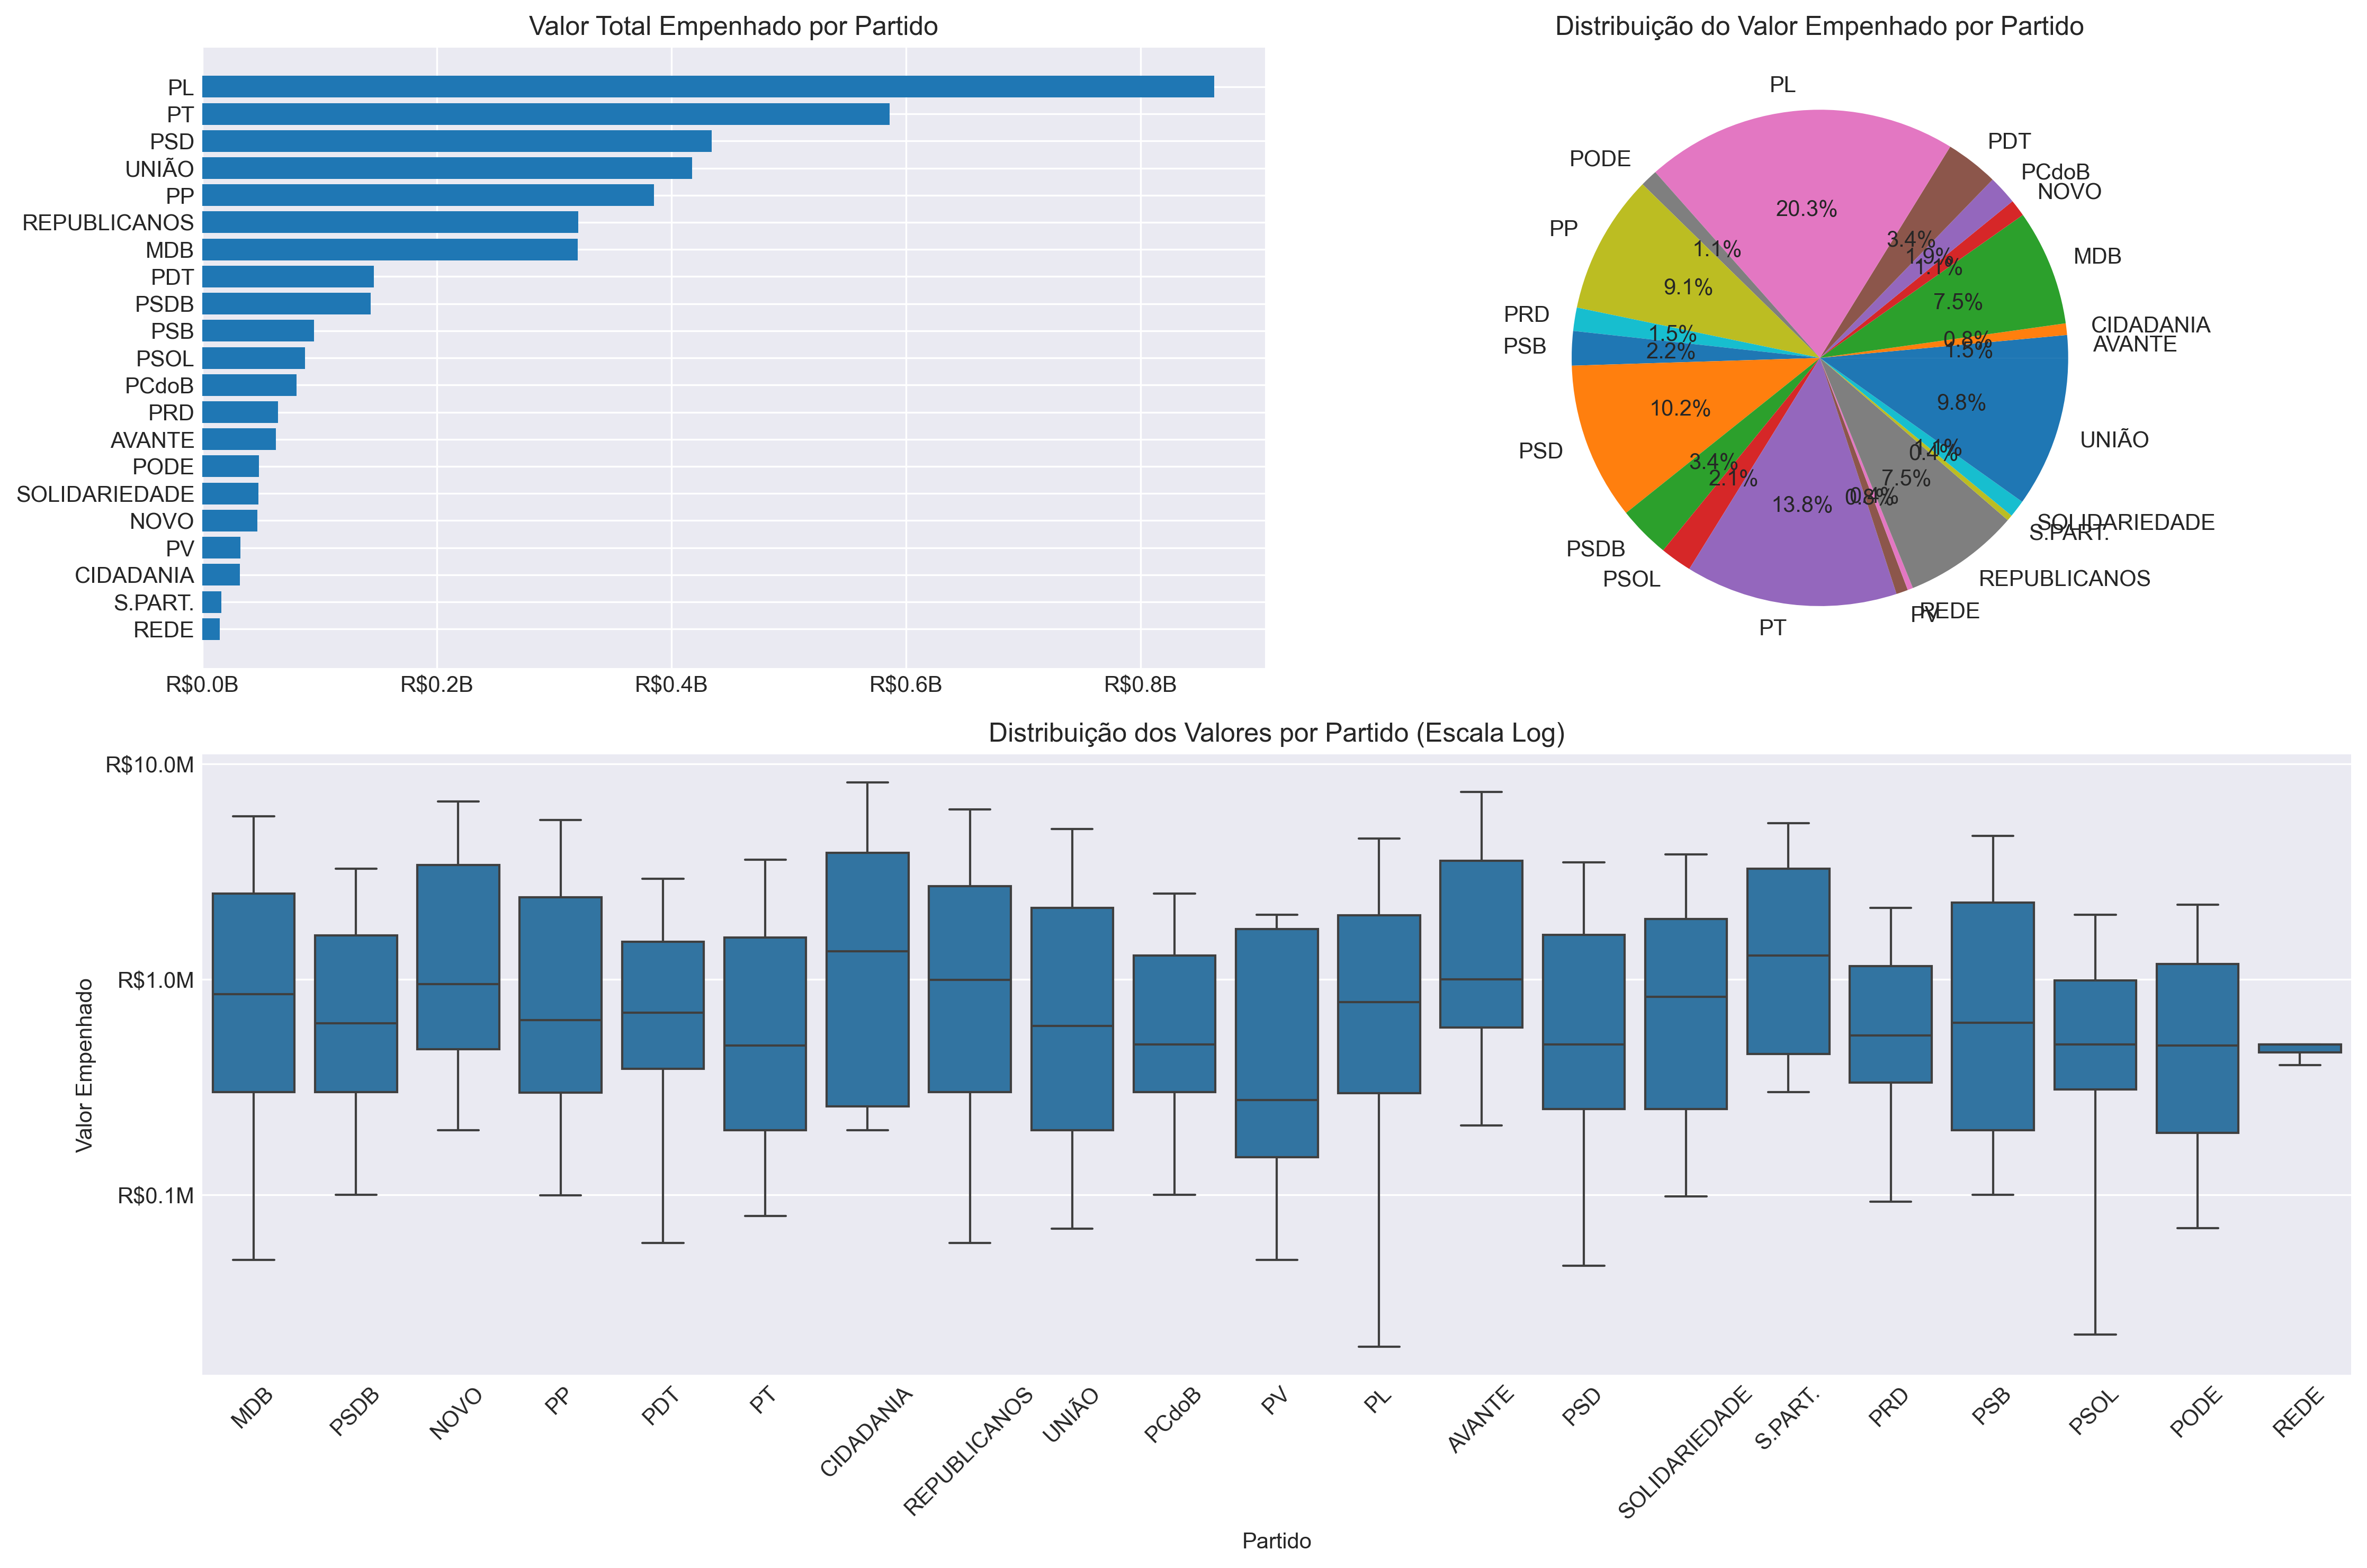 Valor Total Empenhado por Partido
PL
PT
PSD
UNIÃO
PP
REPUBLICANOS
MDB
PDT
PSDB
PSB
PSOL
PCdoB
PRD
AVANTE
PODE
SOLIDARIEDADE
NOVO
PV
CIDADANIA
S.PART.
REDE
R$0.0B R$0.2B R$0.4B R$0.6B R$0.8B
Distribuição do Valor Empenhado por Partido
PL
PDT
PCdoB
NOVO
MDB
CIDADANIA
AVANTE
UNIÃO
SOLIDARIEDADE
S.PART.
REPUBLICANOS
REDE
PV
PT
PSOL
PSDB
PSD
PSB
PRD
PP
PODE
20.3%
3.4%
1.9%
1.1%
7.5%
0.8%
1.5%
9.8%
1.1%
0.4%
7.5%
0.4%
0.8%
13.8%
2.1%
3.4%
10.2%
2.2%
1.5%
9.1%
1.1%
Distribuição dos Valores por Partido (Escala Log)
R$10.0M
R$1.0M
R$0.1M
Valor Empenhado
MDB
PSDB
NOVO
PP
PDT
PT
CIDADANIA
REPUBLICANOS
UNIÃO
PCdoB
PV
PL
AVANTE
PSD
SOLIDARIEDADE
S.PART.
PRD
PSB
PSOL
PODE
REDE
Partido